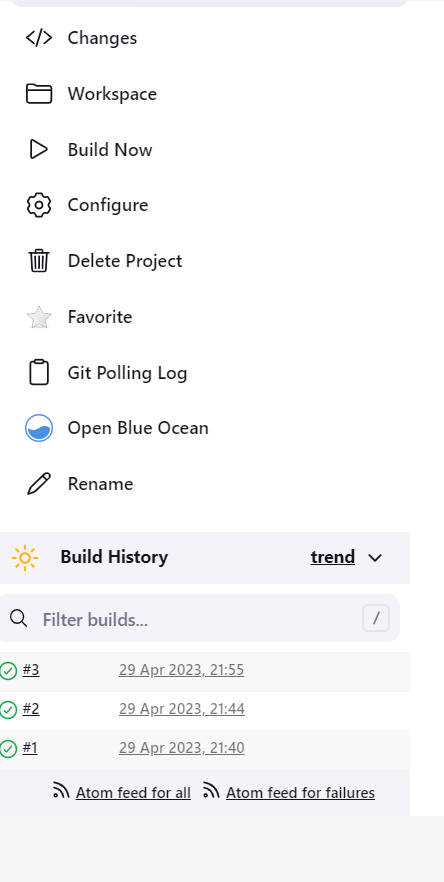 Changes
Workspace
Build Now
Configure
Delete Project
Favorite
Git Polling Log
Open Blue Ocean
Rename
Build History trend
Filter builds... /
#3 29 Apr 2023, 21:55
#2 29 Apr 2023, 21:44
#1 29 Apr 2023, 21:40
Atom feed for all Atom feed for failures